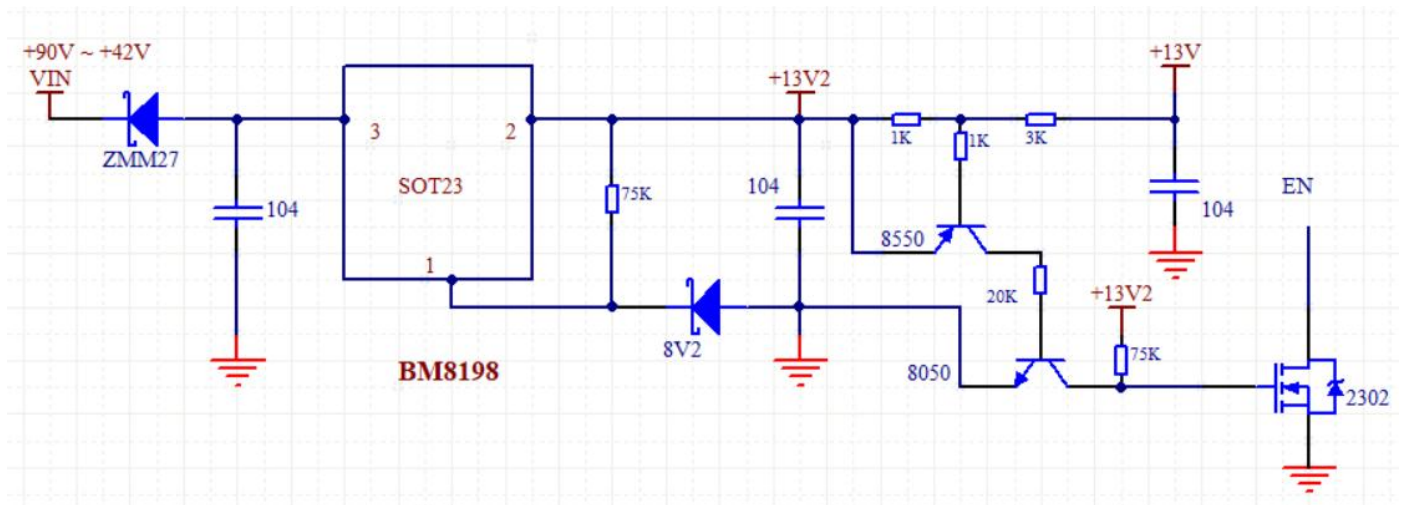 +90V ~ +42V
VIN
ZMM27
104
3
2
SOT23
1
BM8198
75K
+13V2
104
8V2
1K
1K
3K
+13V
104
8550
20K
8050
+13V2
75K
EN
2302